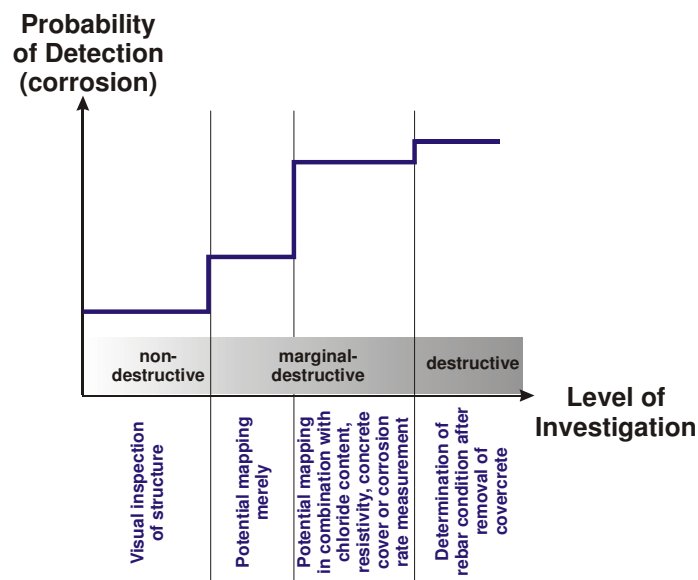 Probability
of Detection
(corrosion)
non-
destructive
marginal-
destructive
destructive
Level of
Investigation
Visual inspection
of structure
Potential mapping
merely
Potential mapping
in combination with
chloride content,
resistivity, concrete
cover or corrosion
rate measurement
Determination of
rebar condition after
removal of
covercrete